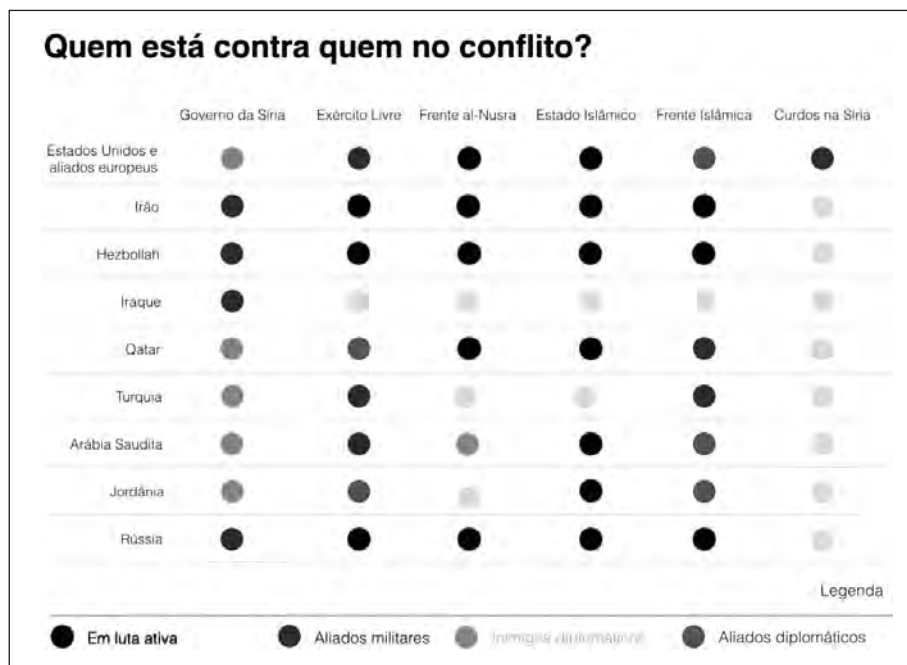 Quem está contra quem no conflito?
Governo da Síria Exército Livre Frente al-Nusra Estado Islâmico Frente Islâmica Curdos na Síria
Estados Unidos e
aliados europeus
Irão
Hezbollah
Iraque
Qatar
Turquia
Arábia Saudita
Jordânia
Rússia
Legenda
Em luta ativa Aliados militares Inimigos diplomáticos Aliados diplomáticos